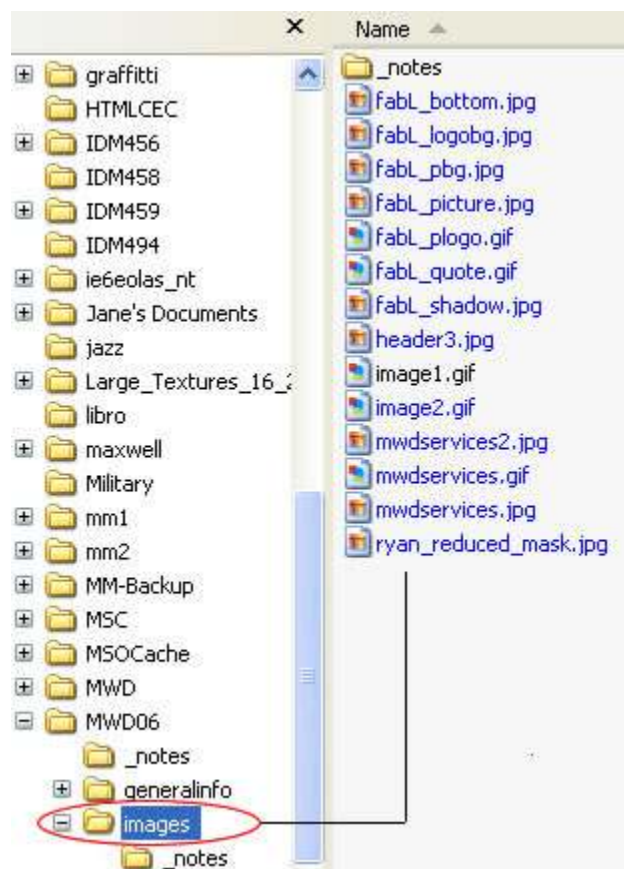 graffitti
HTMLCEC
IDM456
IDM458
IDM459
IDM494
ie6eolas_nt
Jane's Documents
jazz
Large_Textures_16_2
libro
maxwell
Military
mm1
mm2
MM-Backup
MSC
MSOCache
MWD
MWD06
_notes
generalinfo
images
_notes
Name
_notes
fabL_bottom.jpg
fabL_logobg.jpg
fabL_pbg.jpg
fabL_picture.jpg
fabL_plogo.gif
fabL_quote.gif
fabL_shadow.jpg
header3.jpg
image1.gif
image2.gif
mwdservices2.jpg
mwdservices.gif
mwdservices.jpg
ryan_reduced_mask.jpg